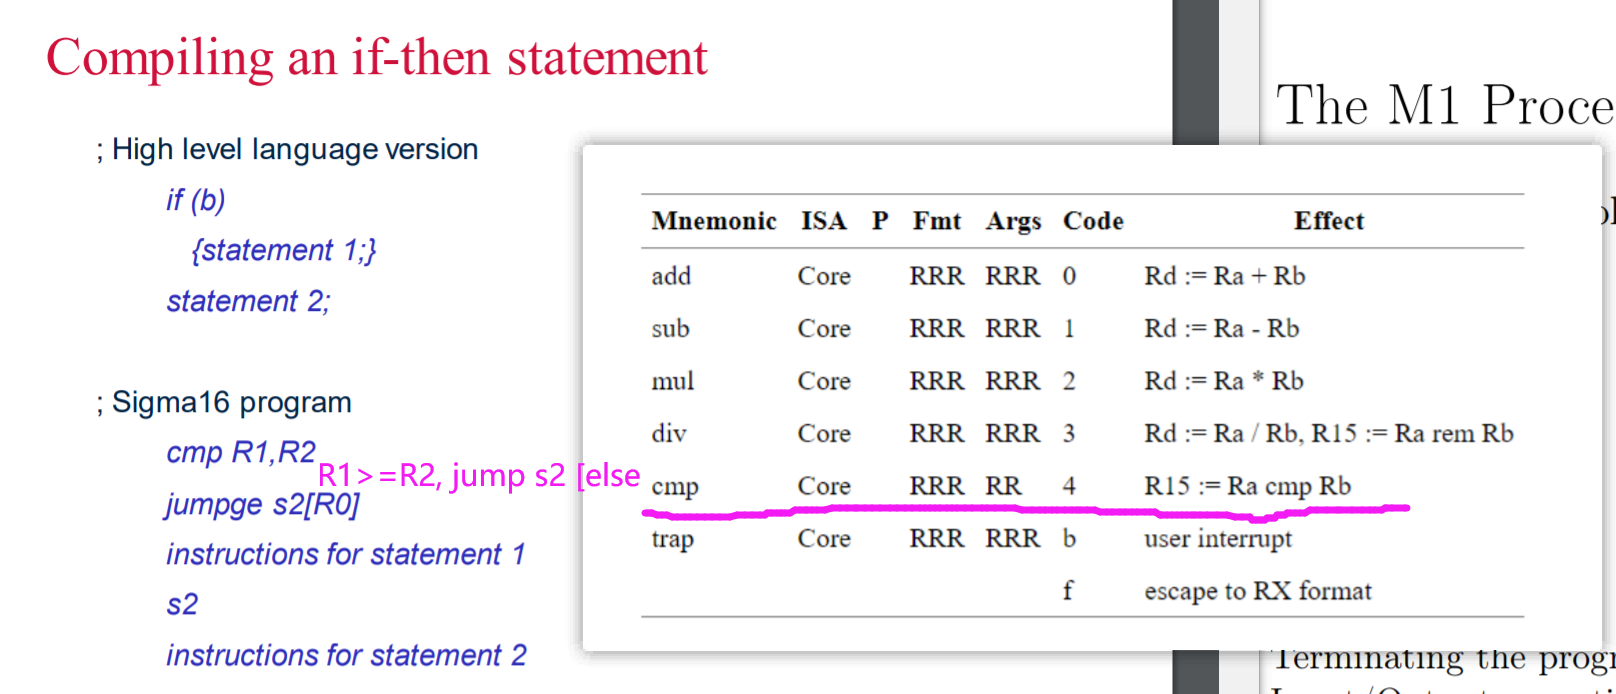 Compiling an if-then statement
; High level language version
if (b)
{statement 1;}
statement 2;
; Sigma16 program
cmp R1,R2
R1>=R2, jump s2 [else
jumpge s2[R0]
instructions for statement 1
s2
instructions for statement 2
The M1 Proce
Mnemonic ISA P Fmt Args Code Effect
add Core RRR RRR 0 Rd := Ra + Rb
sub Core RRR RRR 1 Rd := Ra - Rb
mul Core RRR RRR 2 Rd := Ra * Rb
div Core RRR RRR 3 Rd := Ra / Rb, R15 := Ra rem Rb
cmp Core RRR RR 4 R15 := Ra cmp Rb
trap Core RRR RRR b user interrupt
f escape to RX format
Terminating the progr